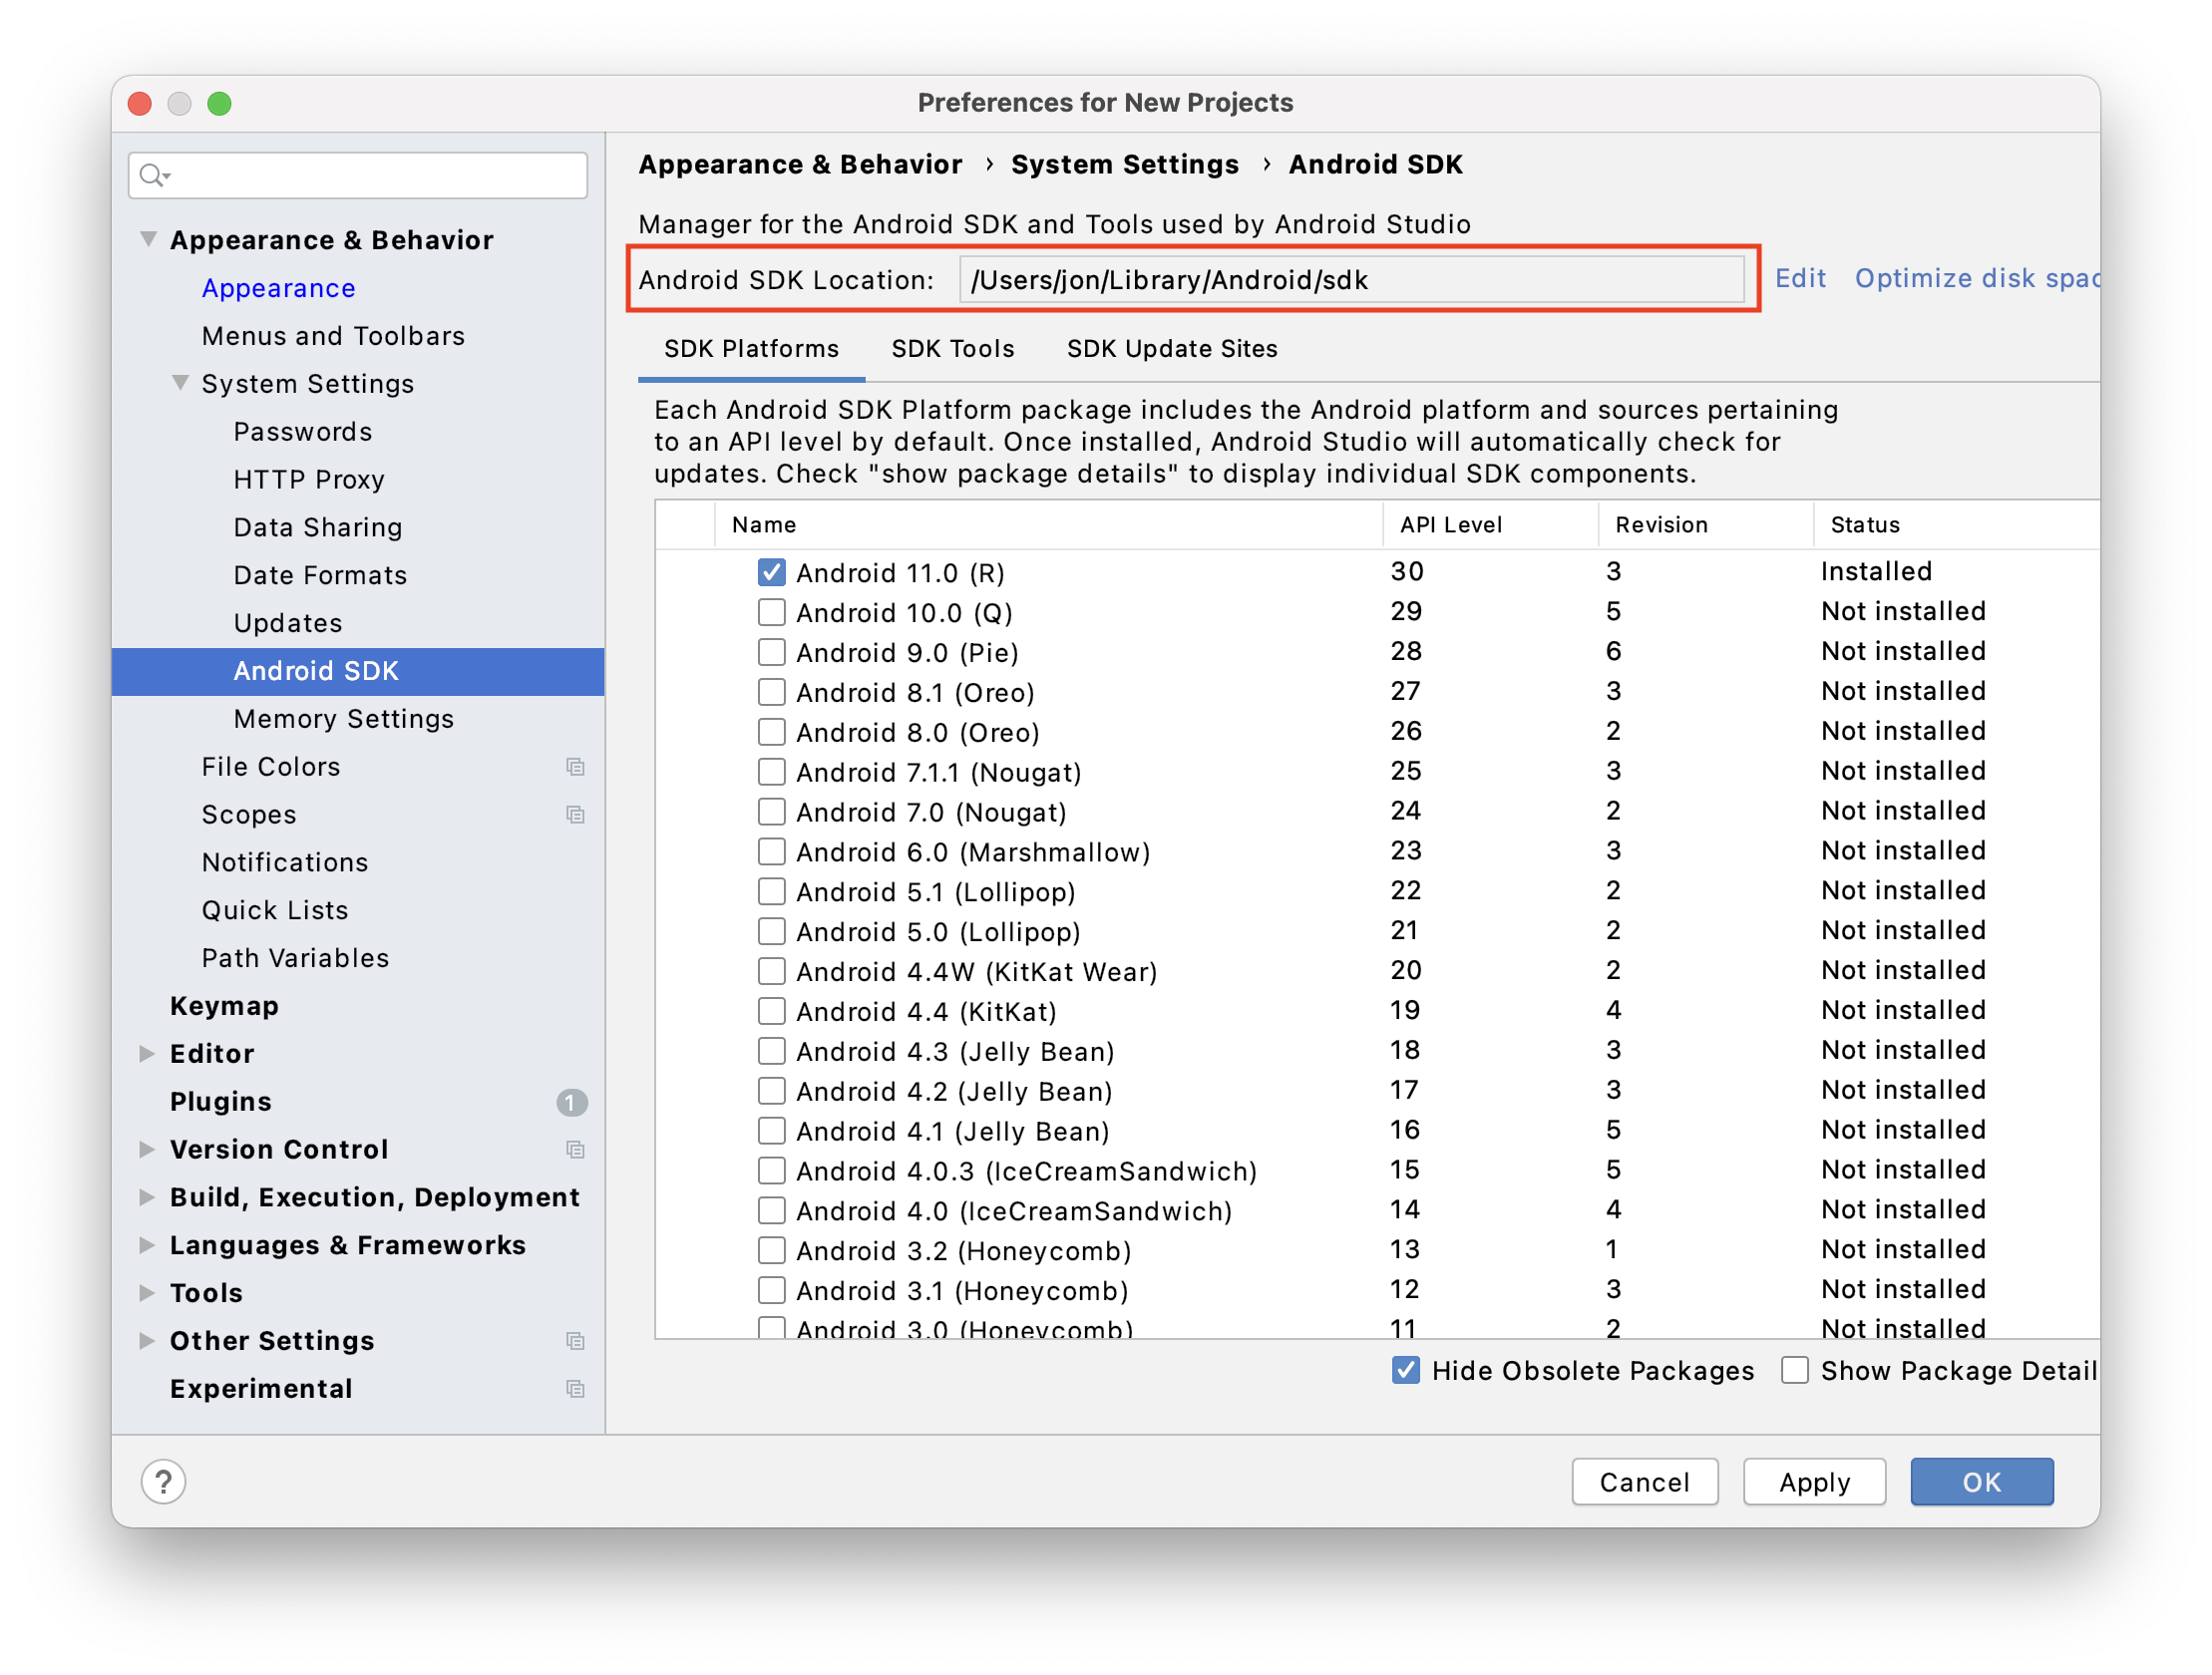 Preferences for New Projects
Appearance & Behavior
Appearance
Menus and Toolbars
System Settings
Passwords
HTTP Proxy
Data Sharing
Date Formats
Updates
Android SDK
Memory Settings
File Colors
Scopes
Notifications
Quick Lists
Path Variables
Keymap
Editor
Plugins 1
Version Control
Build, Execution, Deployment
Languages & Frameworks
Tools
Other Settings
Experimental
Appearance & Behavior › System Settings › Android SDK
Manager for the Android SDK and Tools used by Android Studio
Android SDK Location: /Users/jon/Library/Android/sdk Edit Optimize disk spac
SDK Platforms SDK Tools SDK Update Sites
Each Android SDK Platform package includes the Android platform and sources pertaining
to an API level by default. Once installed, Android Studio will automatically check for
updates. Check "show package details" to display individual SDK components.
Name API Level Revision Status
Android 11.0 (R) 30 3 Installed
Android 10.0 (Q) 29 5 Not installed
Android 9.0 (Pie) 28 6 Not installed
Android 8.1 (Oreo) 27 3 Not installed
Android 8.0 (Oreo) 26 2 Not installed
Android 7.1.1 (Nougat) 25 3 Not installed
Android 7.0 (Nougat) 24 2 Not installed
Android 6.0 (Marshmallow) 23 3 Not installed
Android 5.1 (Lollipop) 22 2 Not installed
Android 5.0 (Lollipop) 21 2 Not installed
Android 4.4W (KitKat Wear) 20 2 Not installed
Android 4.4 (KitKat) 19 4 Not installed
Android 4.3 (Jelly Bean) 18 3 Not installed
Android 4.2 (Jelly Bean) 17 3 Not installed
Android 4.1 (Jelly Bean) 16 5 Not installed
Android 4.0.3 (IceCreamSandwich) 15 5 Not installed
Android 4.0 (IceCreamSandwich) 14 4 Not installed
Android 3.2 (Honeycomb) 13 1 Not installed
Android 3.1 (Honeycomb) 12 3 Not installed
Android 3.0 (Honeycomb) 11 2 Not installed
Hide Obsolete Packages Show Package Detail
? Cancel Apply OK